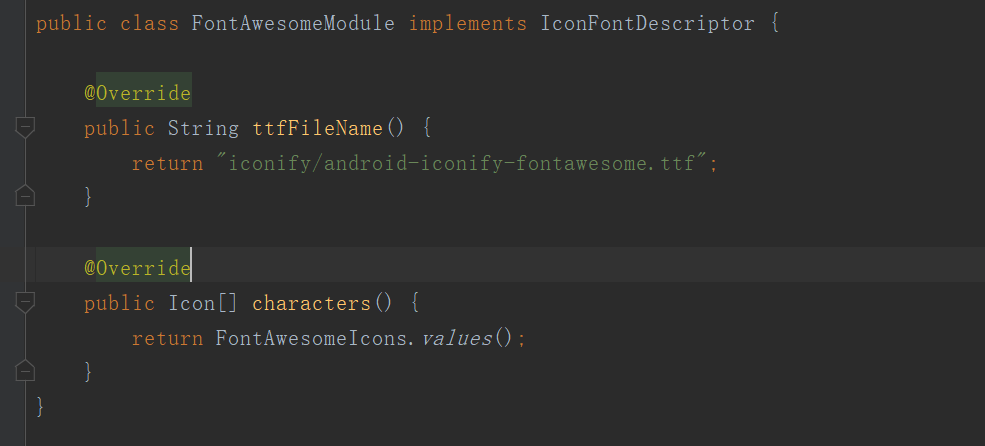 public class FontAwesomeModule implements IconFontDescriptor {
@Override
public String ttfFileName() {
return "iconify/android-iconify-fontawesome.ttf";
}
@Override
public Icon[] characters() {
return FontAwesomeIcons.values();
}
}